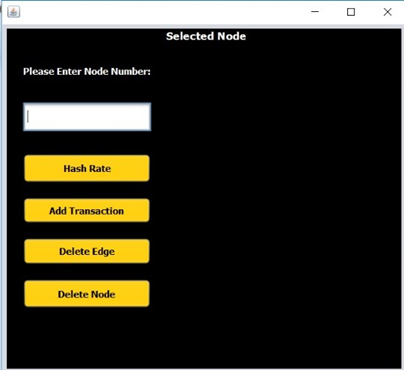 Selected Node
Please Enter Node Number:
Hash Rate
Add Transaction
Delete Edge
Delete Node